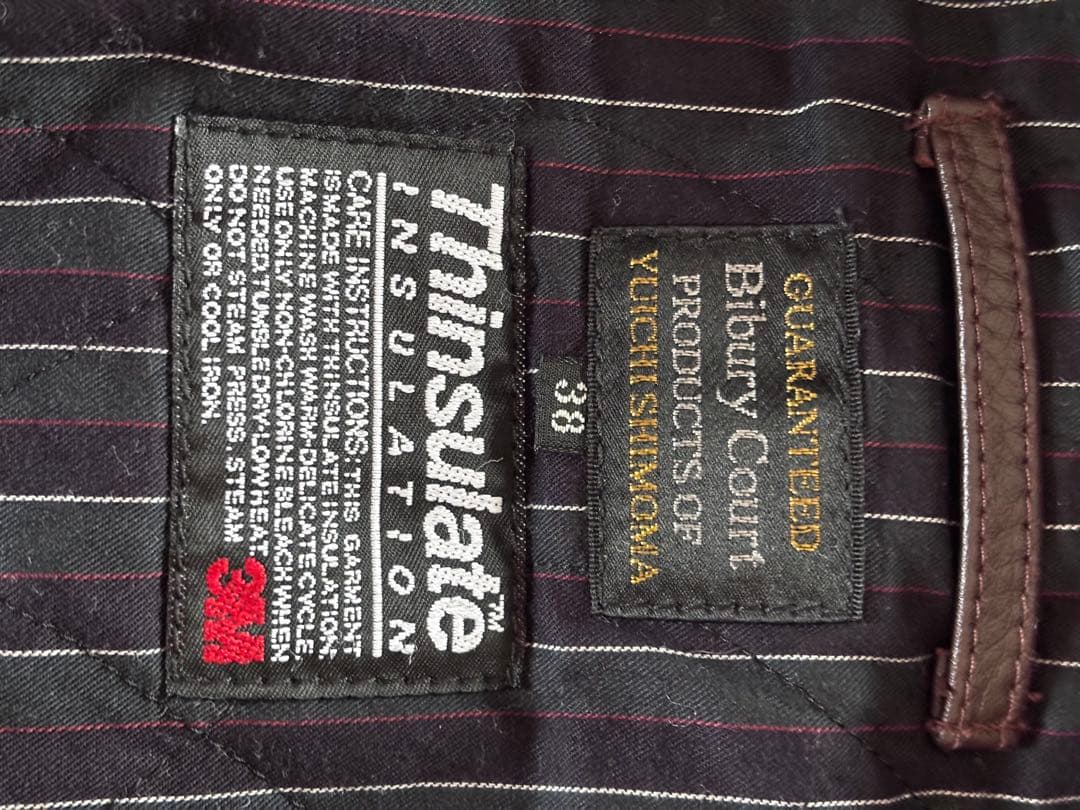 GUARANTEED
Bibury Court
PRODUCTS OF
YUICHI SHIMOMA
38
Thinsulate™
INSULATION
CARE INSTRUCTIONS: THIS GARMENT
IS MADE WITH THINSULATE INSULATION:
MACHINE WASH WARM, DELICATE CYCLE.
USE ONLY NON-CHLORINE BLEACH WHEN
NEEDED. TUMBLE DRY, LOW HEAT.
DO NOT STEAM PRESS. STEAM
ONLY OR COOL IRON.
3M